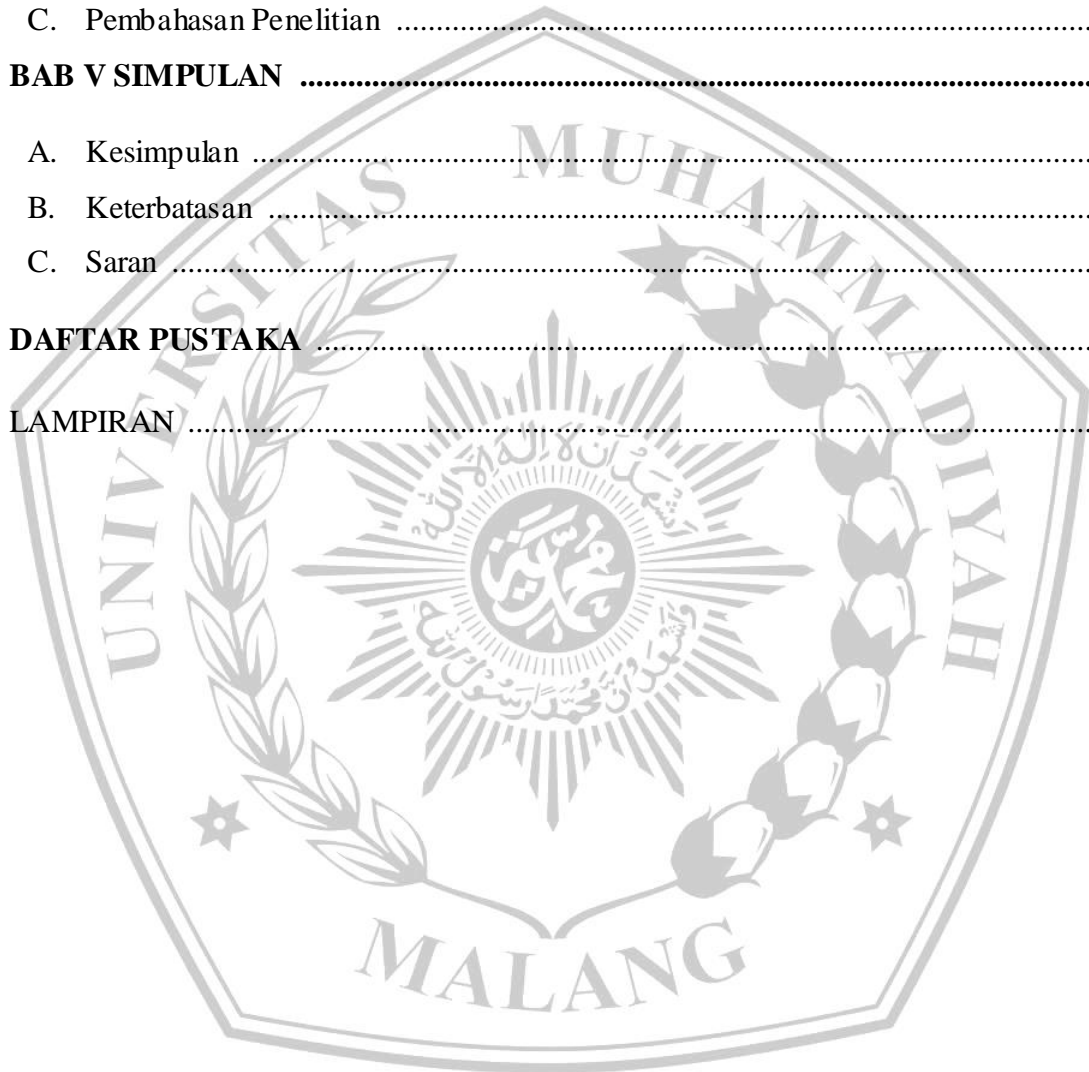 C. Pembahasan Penelitian ........................................................................................
BAB V SIMPULAN ....................................................................................................
A. Kesimpulan .........................................................................................................
B. Keterbatasan .......................................................................................................
C. Saran ...................................................................................................................
DAFTAR PUSTAKA ..................................................................................................
LAMPIRAN ..................................................................................................................
UNIVERSITAS MUHAMMADIYAH
MALANG